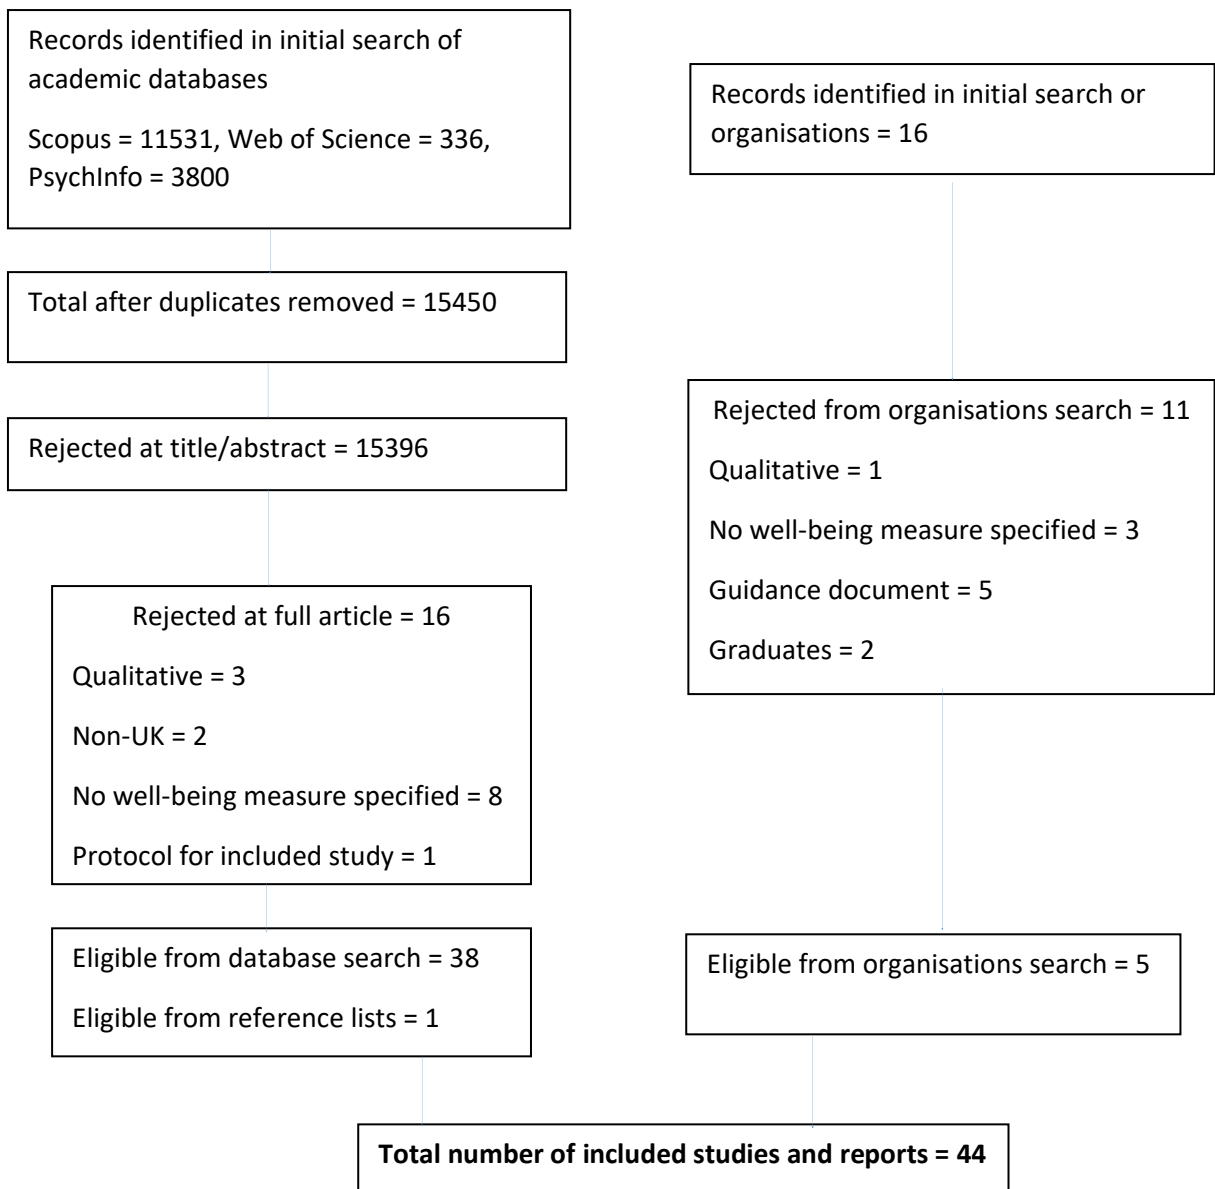 Records identified in initial search of
academic databases
Scopus = 11531, Web of Science = 336,
PsychInfo = 3800
Records identified in initial search or
organisations = 16
Total after duplicates removed = 15450
Rejected at title/abstract = 15396
Rejected from organisations search = 11
Qualitative = 1
No well-being measure specified = 3
Guidance document = 5
Graduates = 2
Rejected at full article = 16
Qualitative = 3
Non-UK = 2
No well-being measure specified = 8
Protocol for included study = 1
Eligible from database search = 38
Eligible from reference lists = 1
Eligible from organisations search = 5
Total number of included studies and reports = 44